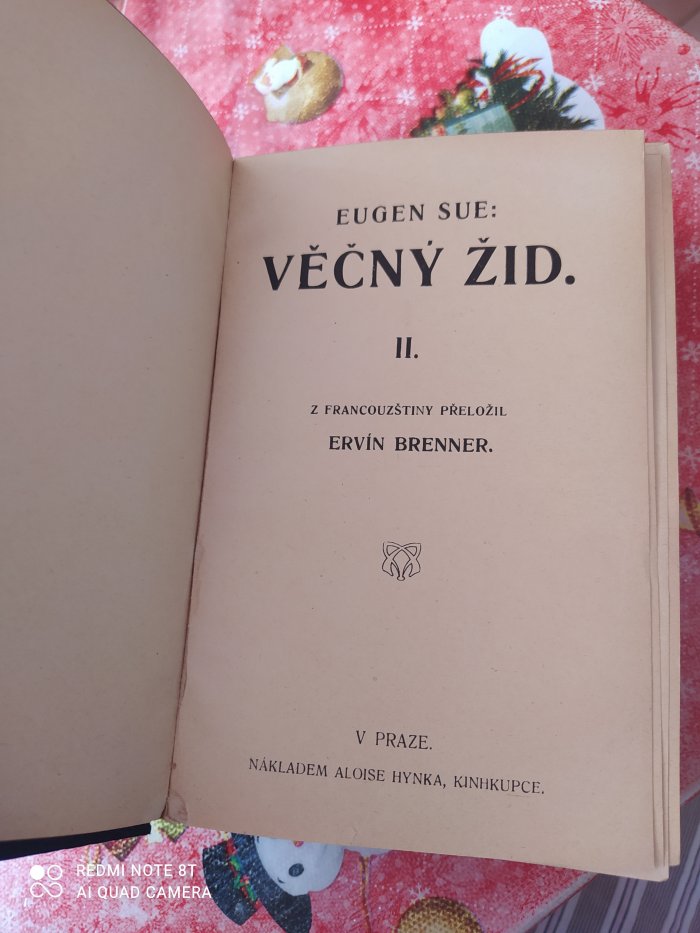 EUGEN SUE:
VĚČNÝ ŽID.
II.
Z FRANCOUZŠTINY PŘELOŽIL
ERVÍN BRENNER.
V PRAZE.
NÁKLADEM ALOISE HYNKA, KINHKUPCE.
REDMI NOTE 8T
AI QUAD CAMERA